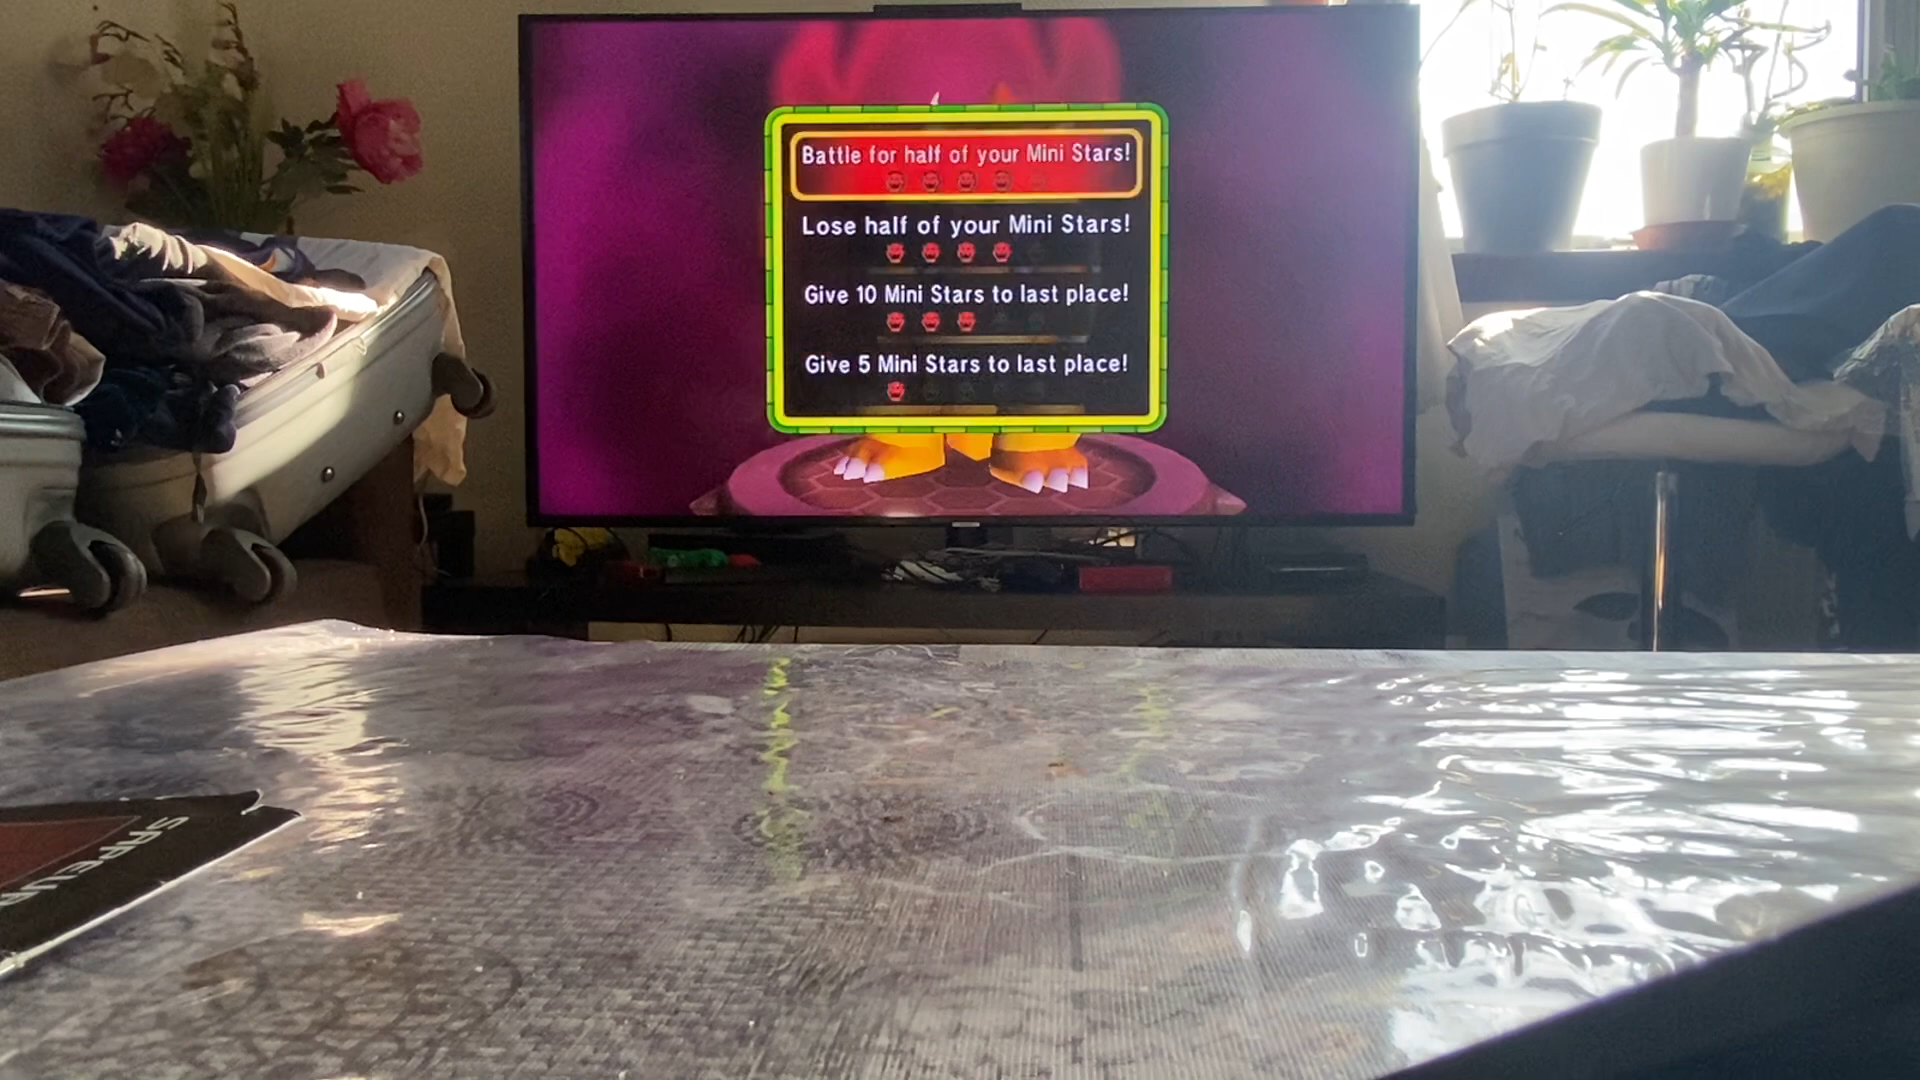 Battle for half of your Mini Stars!
Lose half of your Mini Stars!
Give 10 Mini Stars to last place!
Give 5 Mini Stars to last place!